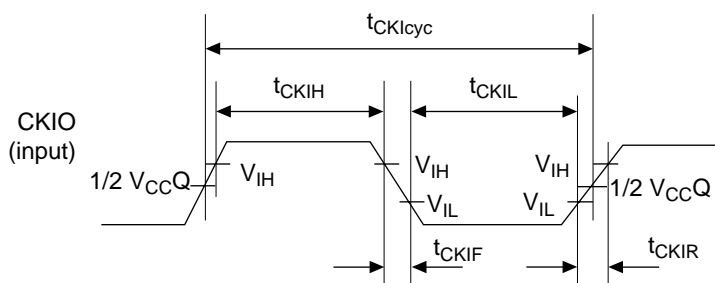 tCKIcyc
tCKIH
tCKIL
CKIO
(input)
VIH
VIH
VIH
1/2 VCCQ
1/2 VCCQ
VIL
VIL
tCKIF
tCKIR